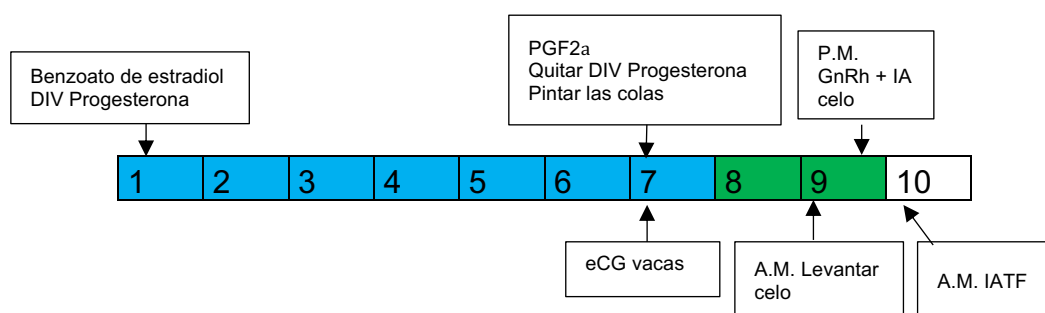 Benzoato de estradiol
DIV Progesterona
PGF2a
Quitar DIV Progesterona
Pintar las colas
P.M.
GnRh + IA
celo
1 2 3 4 5 6 7 8 9 10
eCG vacas
A.M. Levantar
celo
A.M. IATF